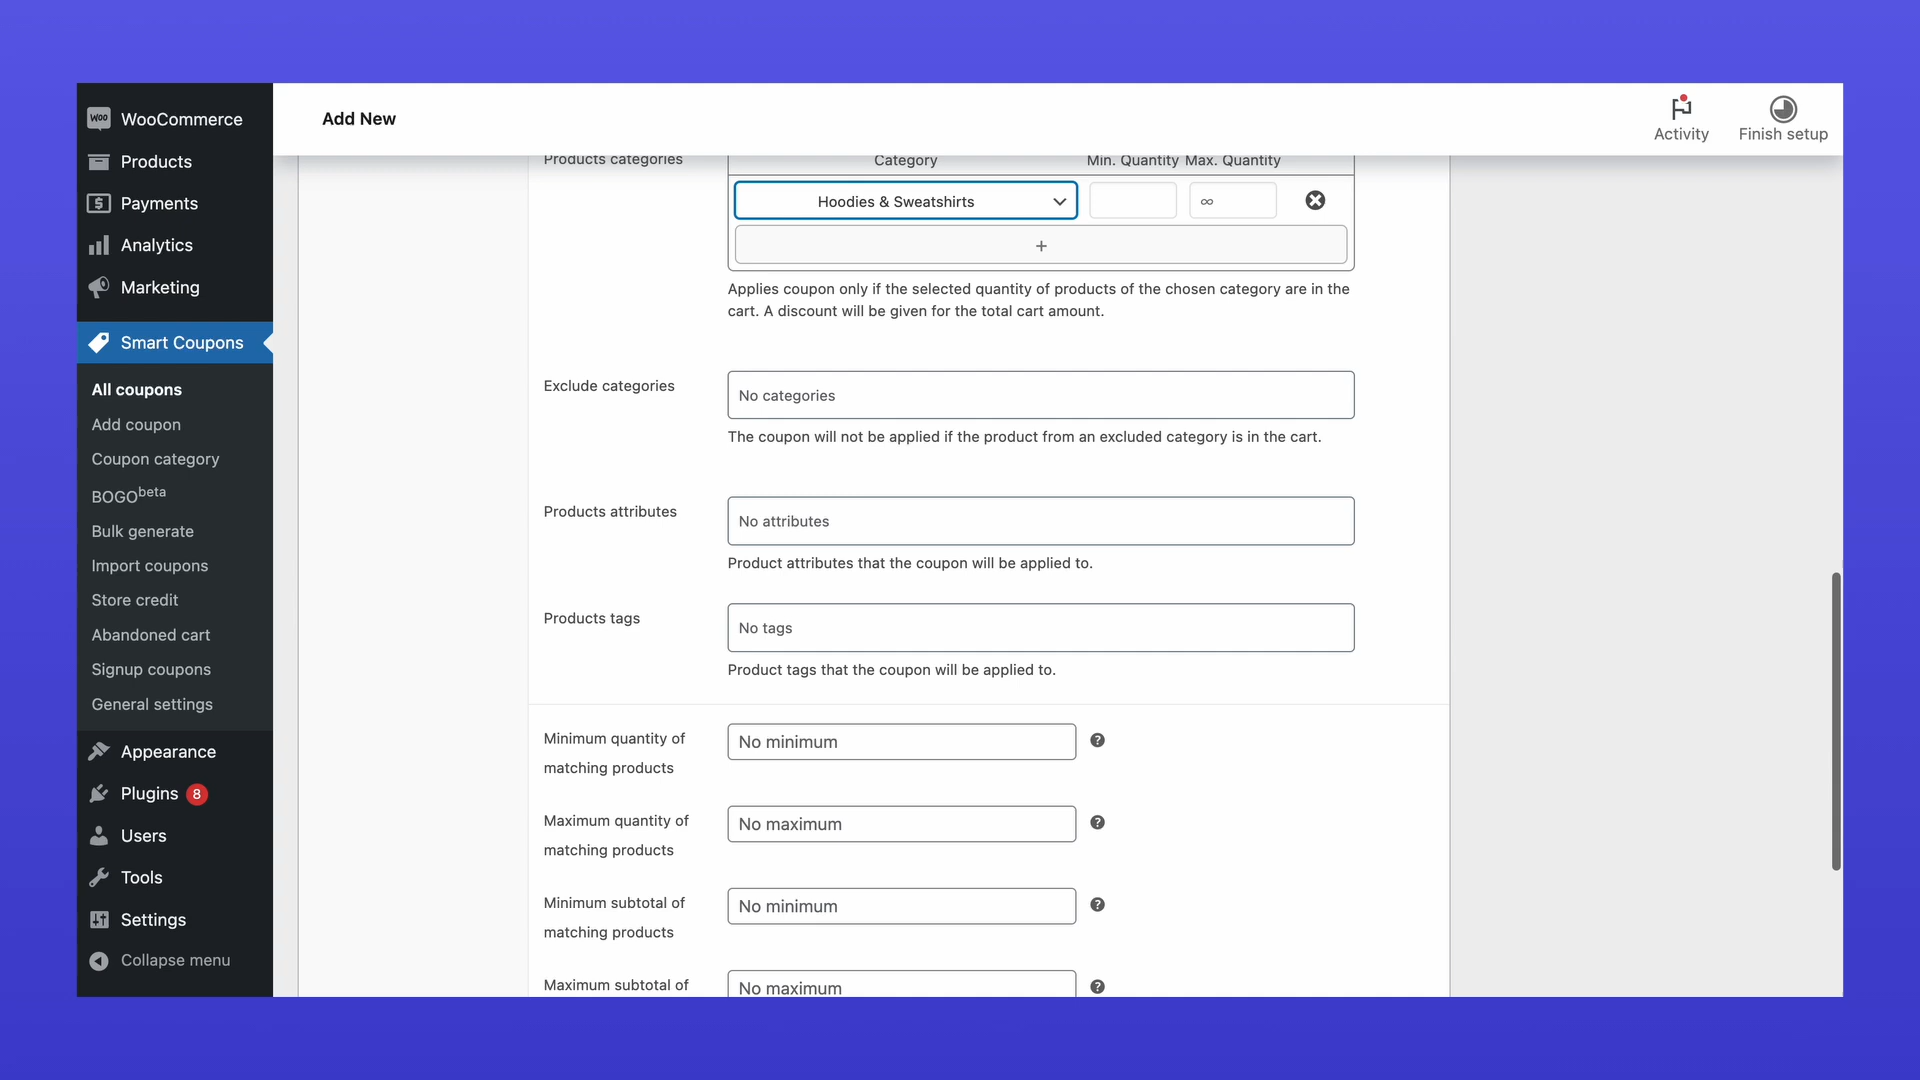 WOO
WooCommerce
Products
Payments
Analytics
Marketing
Smart Coupons
All coupons
Add coupon
Coupon category
BOGObeta
Bulk generate
Import coupons
Store credit
Abandoned cart
Signup coupons
General settings
Appearance
Plugins 8
Users
Tools
Settings
Collapse menu
Add New
Activity
Finish setup
Products categories
Category Min. Quantity Max. Quantity
Hoodies & Sweatshirts ∞
+
Applies coupon only if the selected quantity of products of the chosen category are in the
cart. A discount will be given for the total cart amount.
Exclude categories
No categories
The coupon will not be applied if the product from an excluded category is in the cart.
Products attributes
No attributes
Product attributes that the coupon will be applied to.
Products tags
No tags
Product tags that the coupon will be applied to.
Minimum quantity of
matching products
No minimum ?
Maximum quantity of
matching products
No maximum ?
Minimum subtotal of
matching products
No minimum ?
Maximum subtotal of
No maximum ?